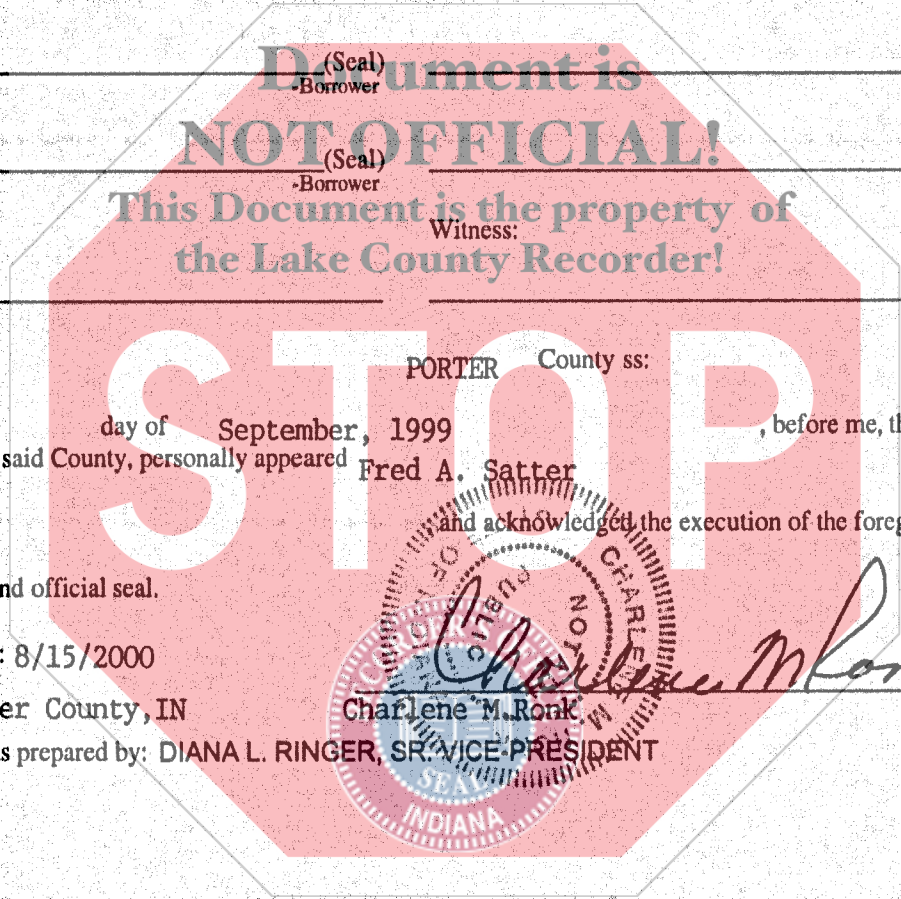 (Seal)
-Borrower
Document is
NOT OFFICIAL!
(Seal)
-Borrower
This Document is the property of
Witness:
the Lake County Recorder!
STOP
PORTER County ss:
day of September, 1999 , before me, th
said County, personally appeared Fred A. Satter
, and acknowledged the execution of the foreg
nd official seal.
: 8/15/2000
er County, IN Charlene M. Ronk
s prepared by: DIANA L. RINGER, SR. VICE-PRESIDENT
CHARLENE M
NOT
PUBLIC
SEAL
INDIANA